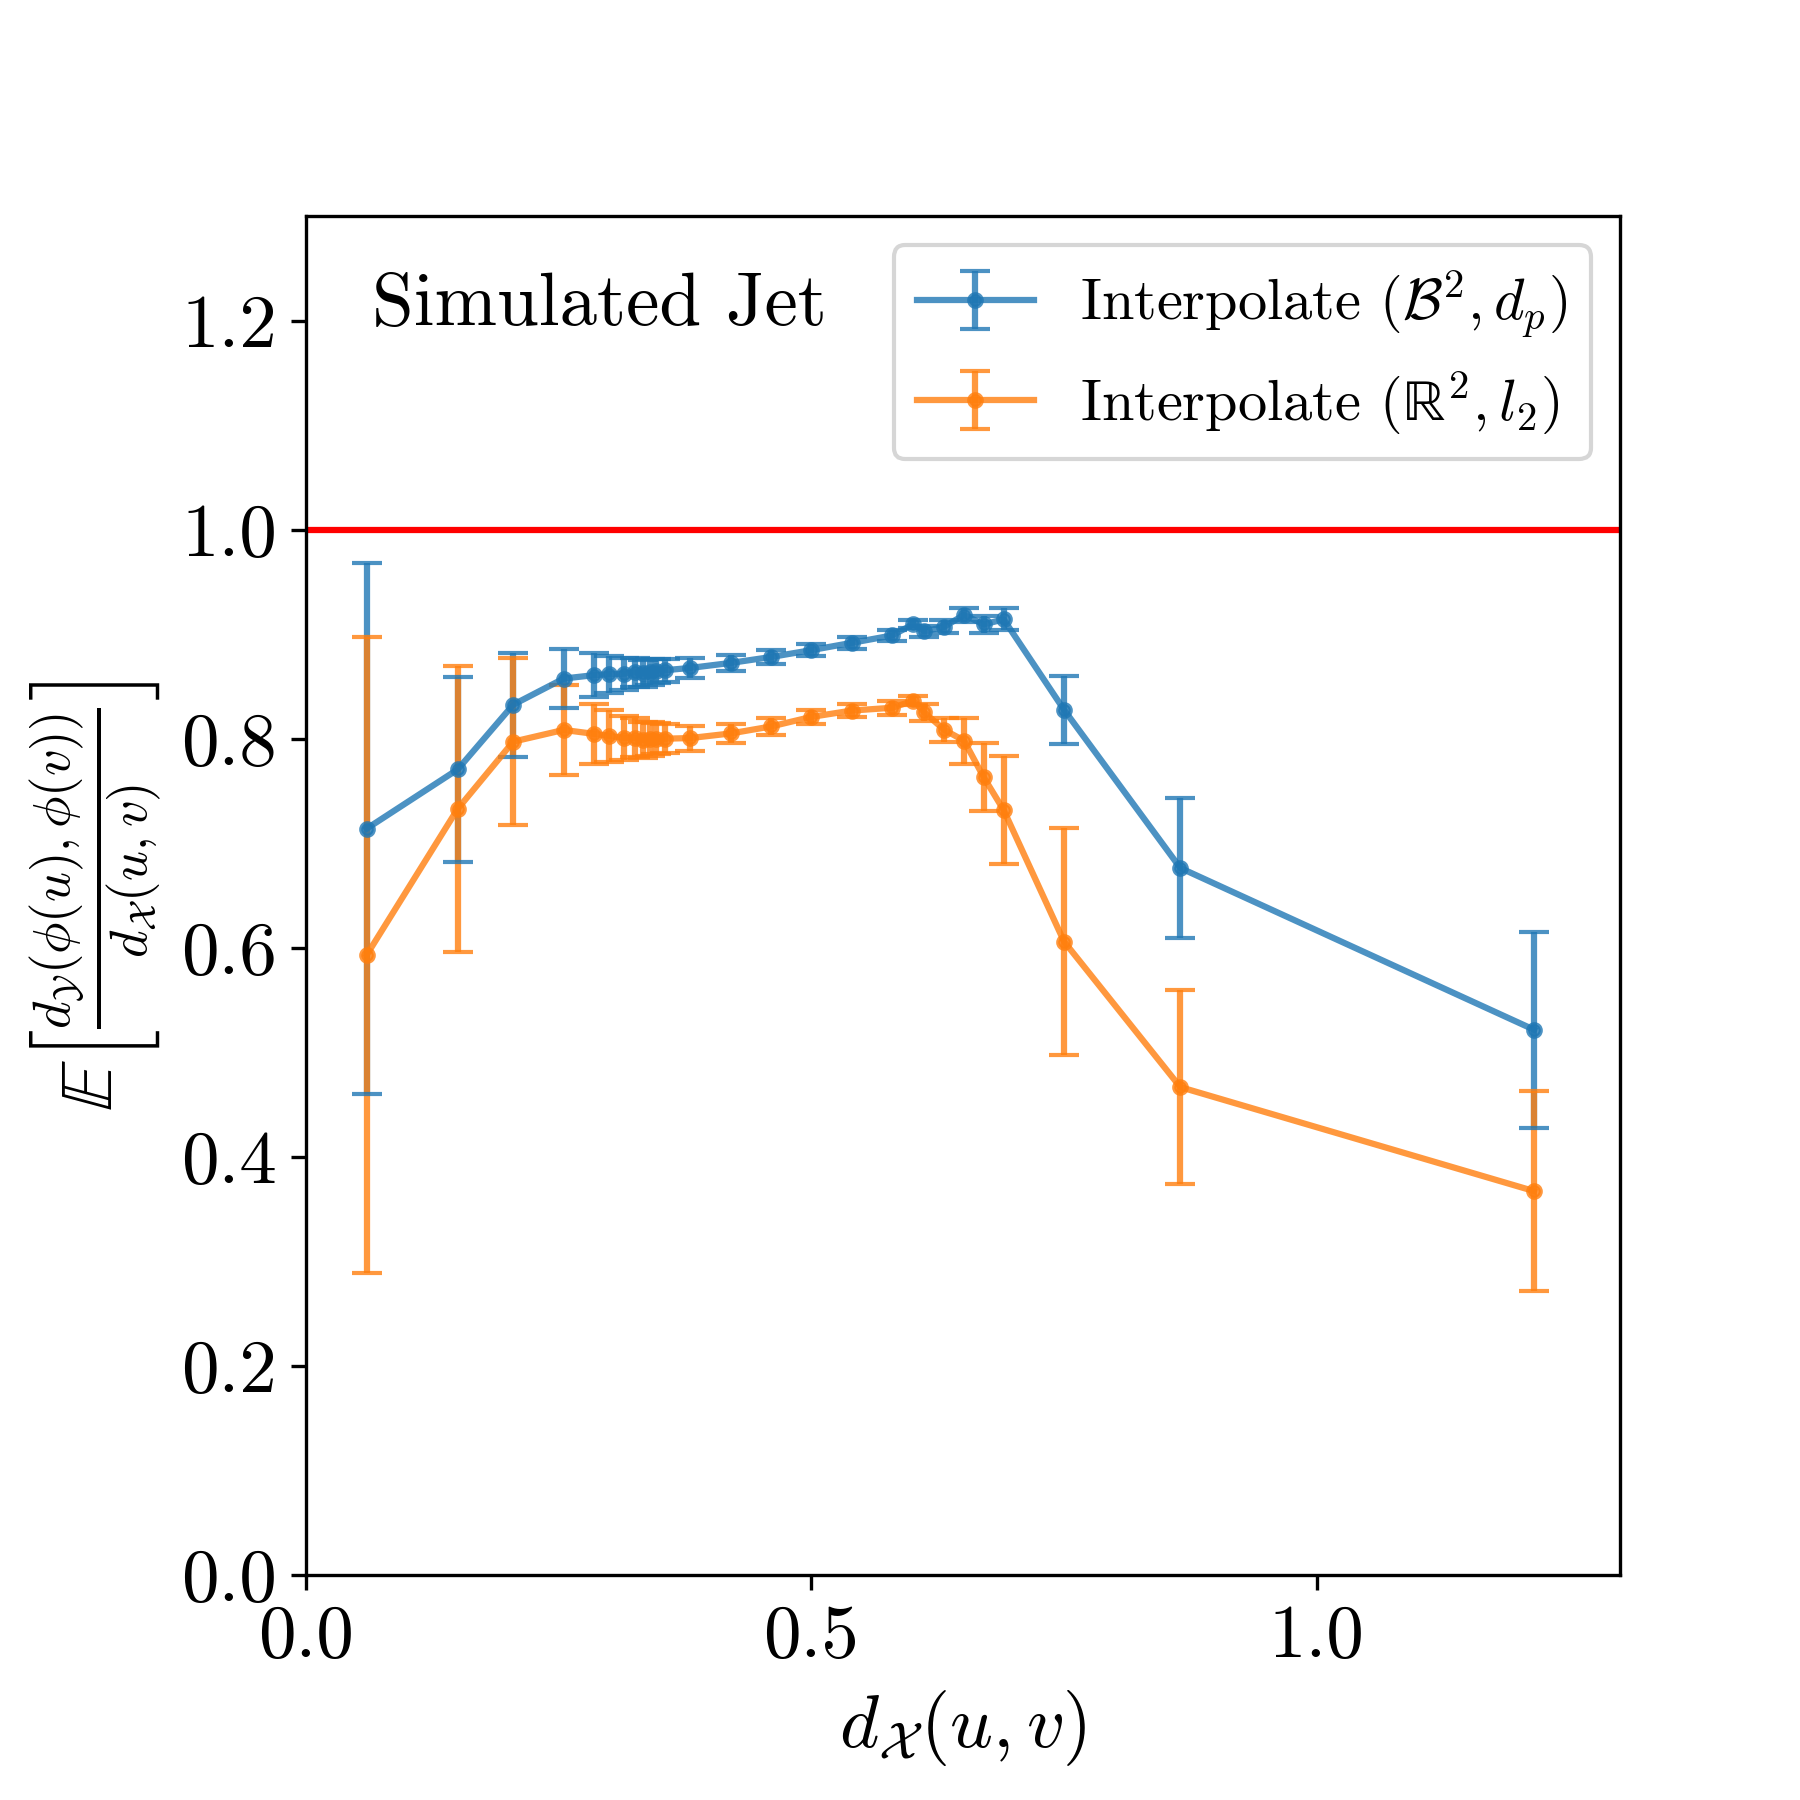 Simulated Jet
Interpolate (ℬ², dₚ)
Interpolate (ℝ², l₂)
1.2
1.0
0.8
0.6
0.4
0.2
0.0
0.0 0.5 1.0
d_𝒳(u, v)
𝔼[d_𝒴(ϕ(u), ϕ(v)) / d_𝒳(u, v)]